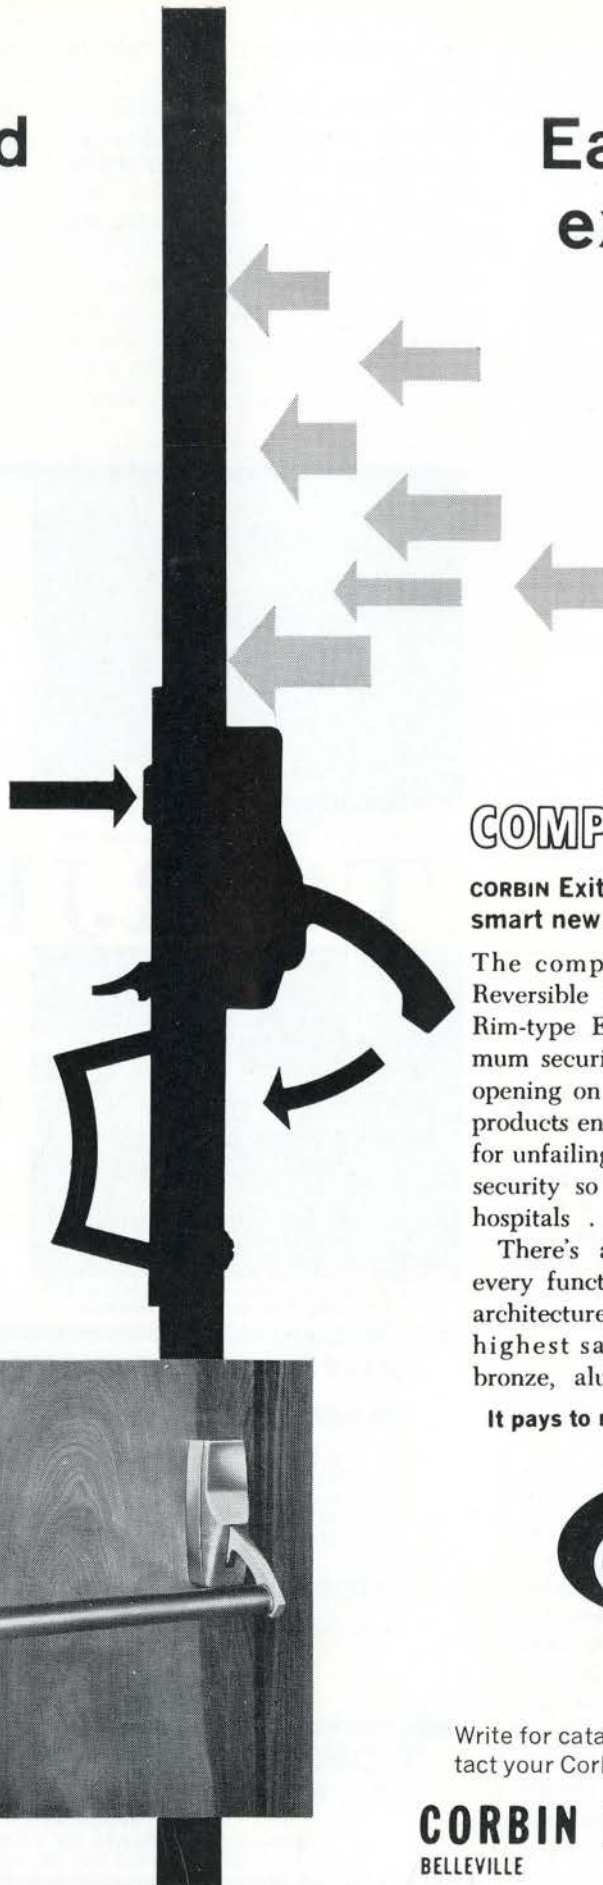 d
Ea
ex
COMP
CORBIN Exit
smart new
The comp
Reversible
Rim-type E
mum securi
opening on
products en
for unfailing
security so
hospitals .
There's a
every funct
architecture
highest sa
bronze, alu
It pays to r
Write for cata
tact your Corb
CORBIN
BELLEVILLE